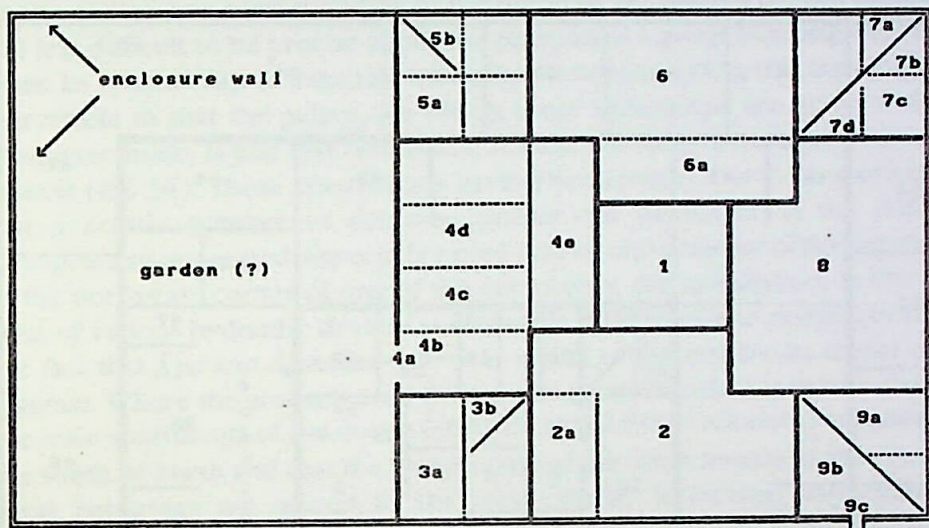 5b
7a
enclosure wall
6
7b
5a
7c
7d
6a
4d
4e
1
8
garden (?)
4c
4b
4a
3b
9a
2a
2
3a
9b
9c